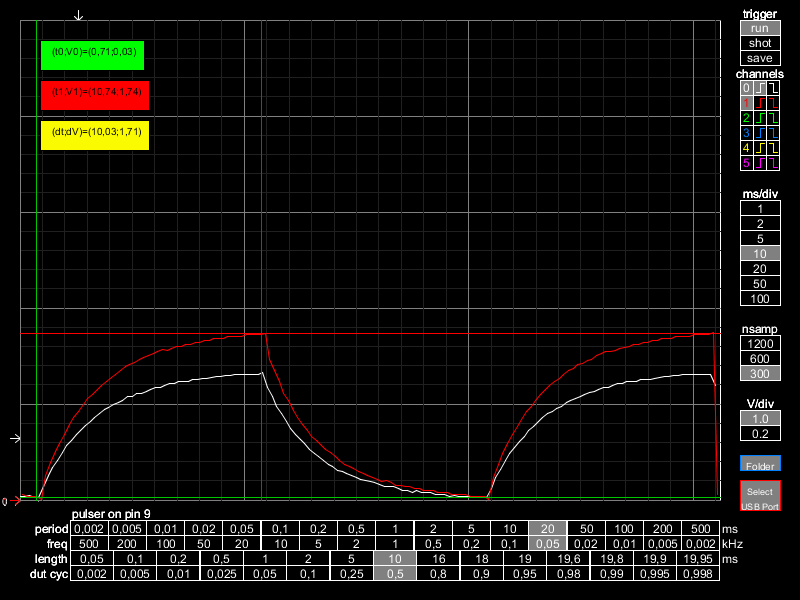 trigger
run
shot
save
channels
0
1
2
3
4
5
(t0;V0)=(0,71;0,03)
(t1;V1)=(10,74;1,74)
(dt;dV)=(10,03;1,71)
ms/div
1
2
5
10
20
50
100
nsamp
1200
600
300
V/div
1.0
0.2
Folder
Select
USB Port
0
pulser on pin 9
period 0,002 0,005 0,01 0,02 0,05 0,1 0,2 0,5 1 2 5 10 20 50 100 200 500 ms
freq 500 200 100 50 20 10 5 2 1 0,5 0,2 0,1 0,05 0,02 0,01 0,005 0,002 kHz
length 0,05 0,1 0,2 0,5 1 2 5 10 16 18 19 19,6 19,8 19,9 19,95 ms
dut cyc 0,002 0,005 0,01 0,025 0,05 0,1 0,25 0,5 0,8 0,9 0,95 0,98 0,99 0,995 0,998